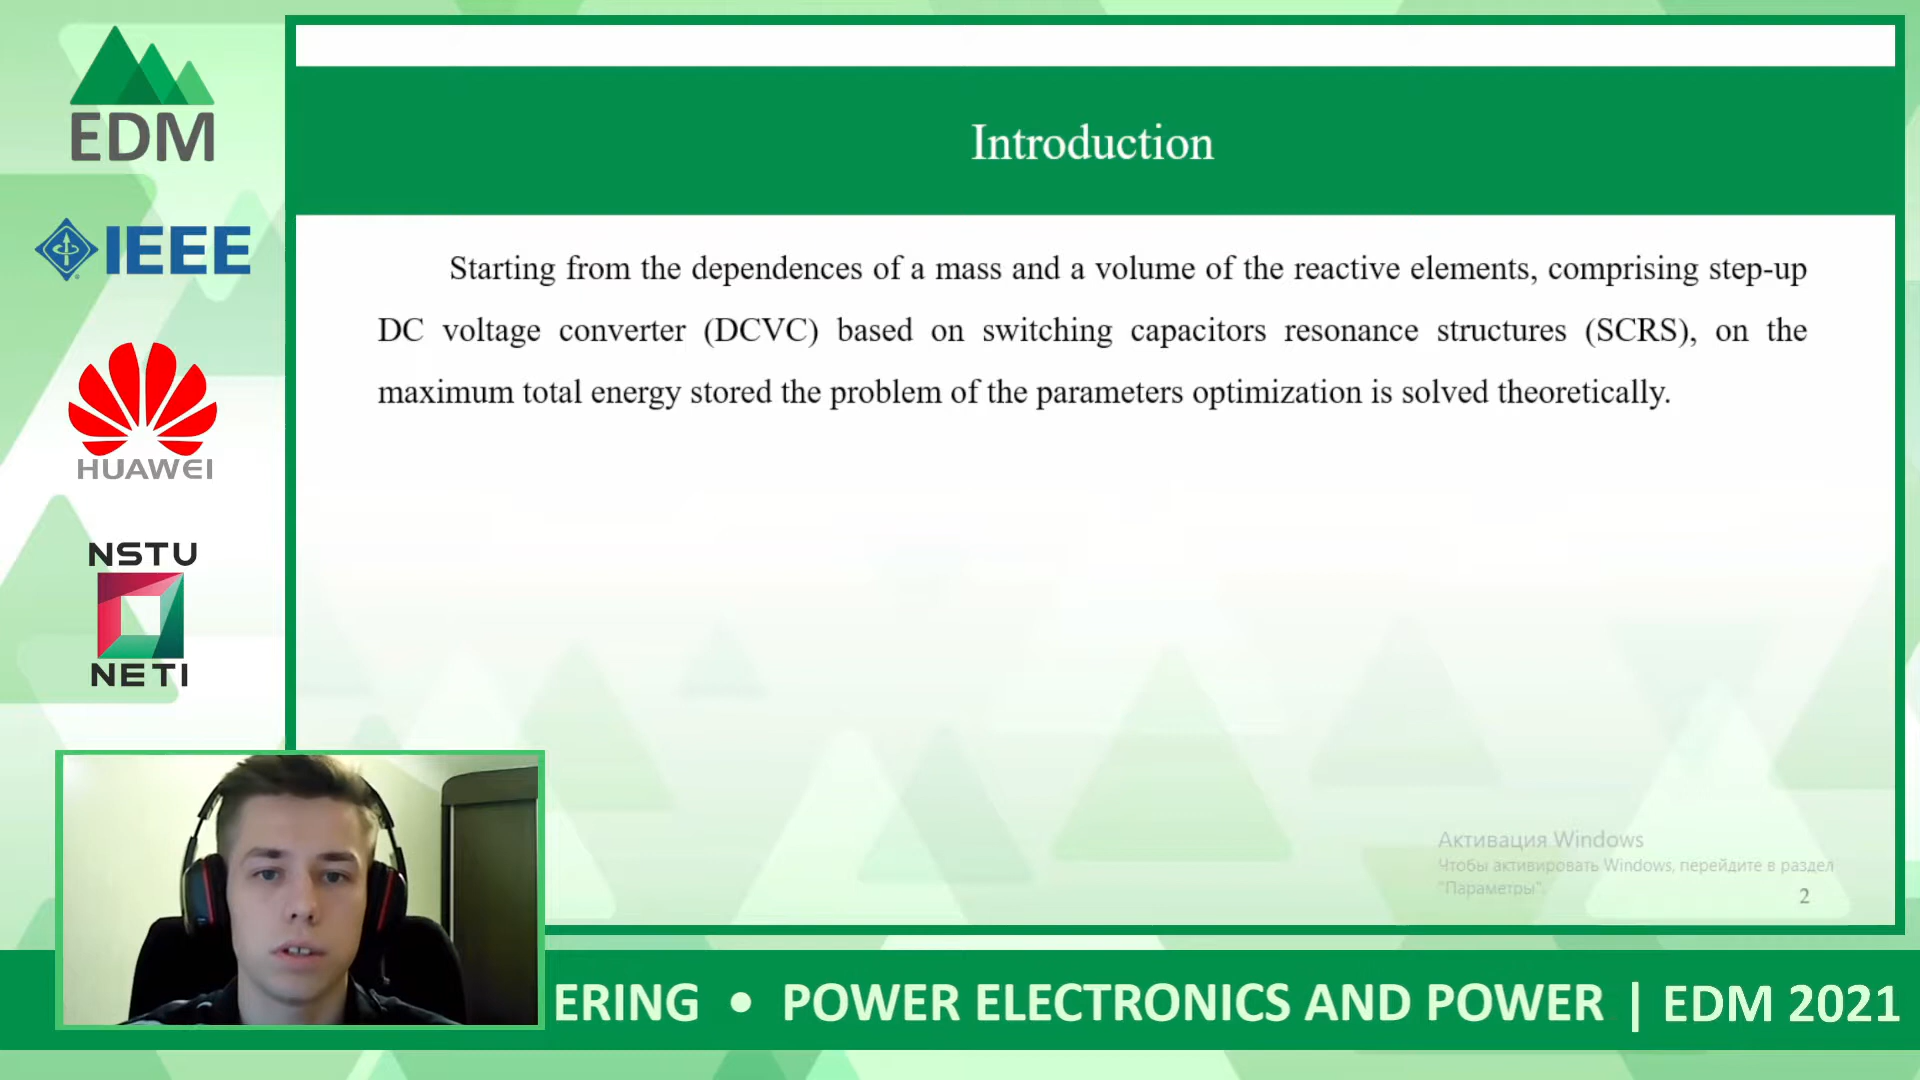 EDM
IEEE
HUAWEI
NSTU
NETI
Introduction
Starting from the dependences of a mass and a volume of the reactive elements, comprising step-up
DC voltage converter (DCVC) based on switching capacitors resonance structures (SCRS), on the
maximum total energy stored the problem of the parameters optimization is solved theoretically.
Активация Windows
Чтобы активировать Windows, перейдите в раздел
"Параметры".
2
ERING • POWER ELECTRONICS AND POWER | EDM 2021